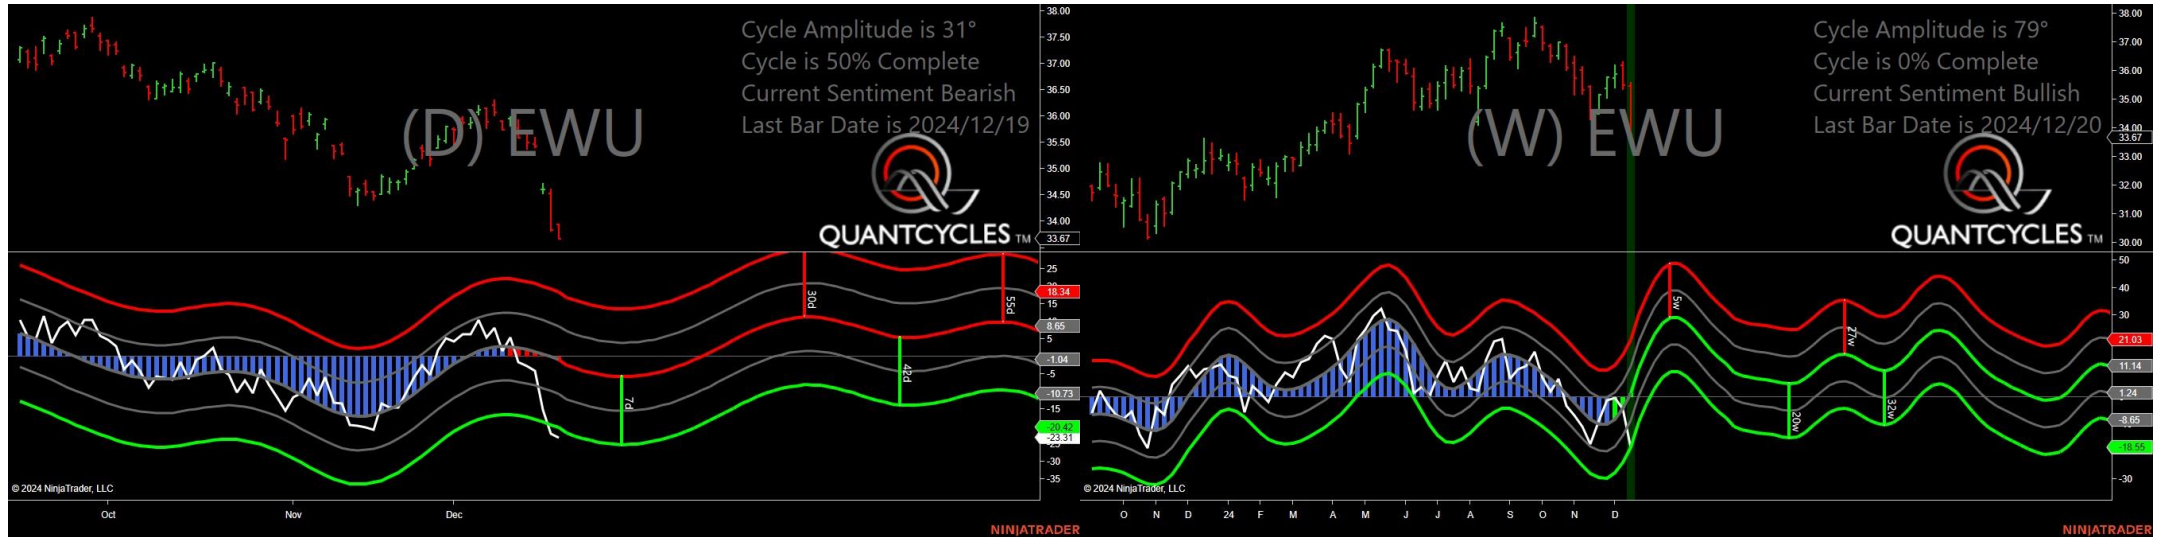 Cycle Amplitude is 31°
Cycle is 50% Complete
Current Sentiment Bearish
Last Bar Date is 2024/12/19
(D) EWU
QUANTCYCLES TM
38.00
37.50
37.00
36.50
36.00
35.50
35.00
34.50
34.00
33.67
25
18.34
15
8.65
5
-1.04
-5
-10.73
-15
-20.42
-23.31
-30
-35
7d
30d
42d
55d
© 2024 NinjaTrader, LLC
Oct Nov Dec
NINJATRADER
Cycle Amplitude is 79°
Cycle is 0% Complete
Current Sentiment Bullish
Last Bar Date is 2024/12/20
(W) EWU
QUANTCYCLES TM
38.00
37.00
36.00
35.00
34.00
33.67
33.00
32.00
31.00
30.00
50
40
30
21.03
11.14
1.24
-8.65
-18.55
-30
5w
20w
27w
32w
© 2024 NinjaTrader, LLC
O N D 24 F M A M J J A S O N D
NINJATRADER